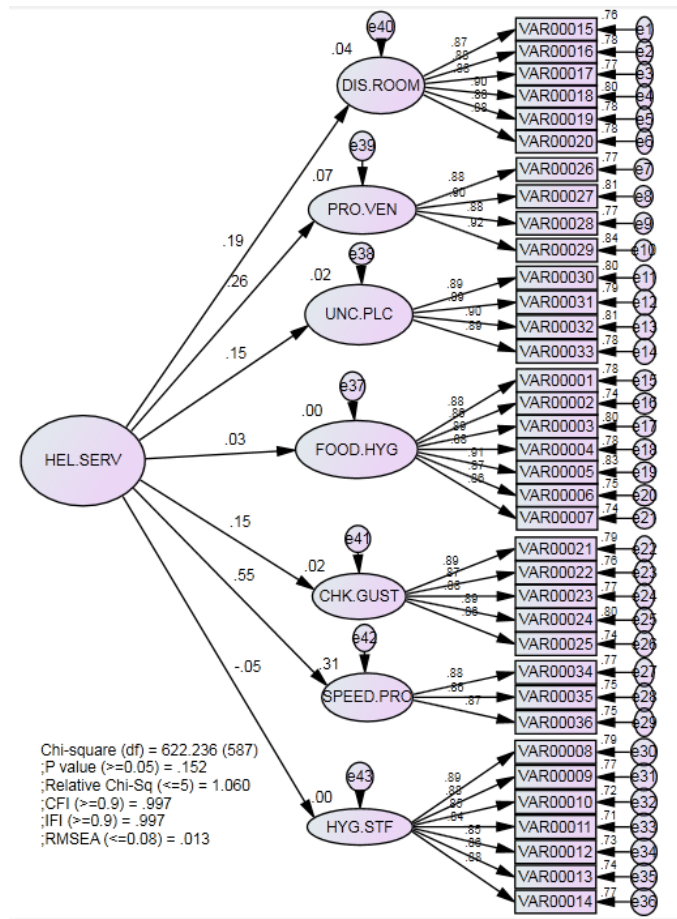 e40
.04
DIS.ROOM
.87
.88
.88
.90
.88
.88
VAR00015
.76
e1
VAR00016
.78
e2
VAR00017
.77
e3
VAR00018
.80
e4
VAR00019
.78
e5
VAR00020
.78
e6
e39
.07
PRO.VEN
.88
.90
.88
.92
VAR00026
.77
e7
VAR00027
.81
e8
VAR00028
.77
e9
VAR00029
.84
e10
.19
.26
e38
.02
UNC.PLC
.89
.89
.90
.89
VAR00030
.80
e11
VAR00031
.79
e12
VAR00032
.81
e13
VAR00033
.78
e14
.15
e37
.00
FOOD.HYG
.88
.86
.89
.88
.91
.87
.86
VAR00001
.78
e15
VAR00002
.74
e16
VAR00003
.80
e17
VAR00004
.78
e18
VAR00005
.83
e19
VAR00006
.75
e20
VAR00007
.74
e21
.03
HEL.SERV
.15
e41
.02
CHK.GUST
.89
.87
.88
.89
.86
VAR00021
.79
e22
VAR00022
.76
e23
VAR00023
.77
e24
VAR00024
.80
e25
VAR00025
.74
e26
.55
e42
.31
SPEED.PRO
.88
.86
.87
VAR00034
.77
e27
VAR00035
.75
e28
VAR00036
.75
e29
-.05
e43
.00
HYG.STF
.89
.88
.85
.84
.85
.86
.88
VAR00008
.79
e30
VAR00009
.77
e31
VAR00010
.72
e32
VAR00011
.71
e33
VAR00012
.73
e34
VAR00013
.74
e35
VAR00014
.77
e36
Chi-square (df) = 622.236 (587)
;P value (>=0.05) = .152
;Relative Chi-Sq (<=5) = 1.060
;CFI (>=0.9) = .997
;IFI (>=0.9) = .997
;RMSEA (<=0.08) = .013